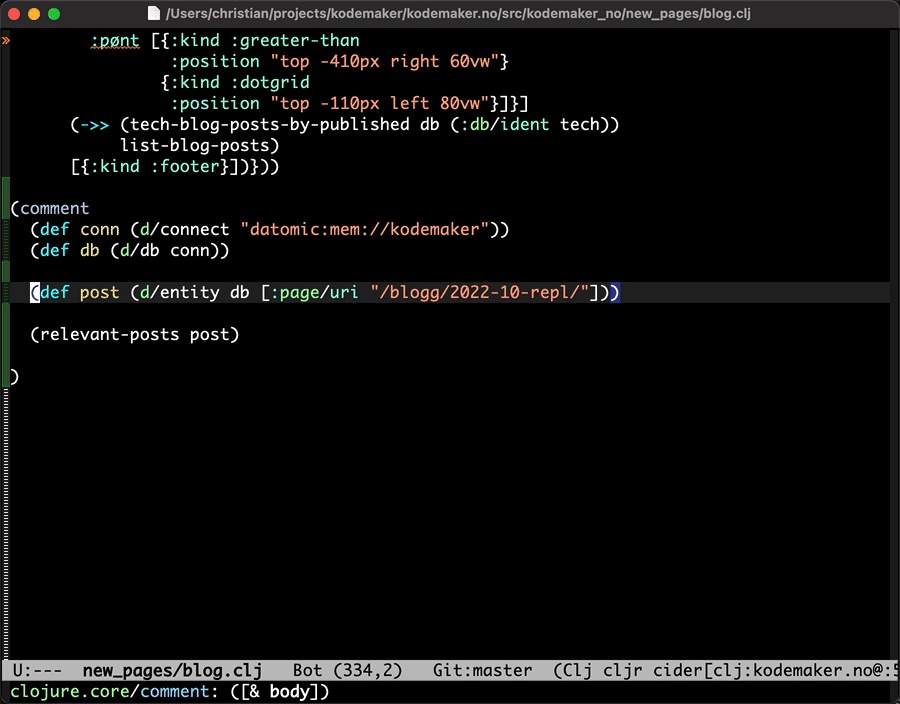 /Users/christian/projects/kodemaker/kodemaker.no/src/kodemaker_no/new_pages/blog.clj
:pønt [{:kind :greater-than
:position "top -410px right 60vw"}
{:kind :dotgrid
:position "top -110px left 80vw"}]}]
(->> (tech-blog-posts-by-published db (:db/ident tech))
list-blog-posts)
[{:kind :footer}])}))
(comment
(def conn (d/connect "datomic:mem://kodemaker"))
(def db (d/db conn))
(def post (d/entity db [:page/uri "/blogg/2022-10-repl/"]))
(relevant-posts post)
)
U:--- new_pages/blog.clj Bot (334,2) Git:master (Clj cljr cider[clj:kodemaker.no@:5
clojure.core/comment: ([& body])